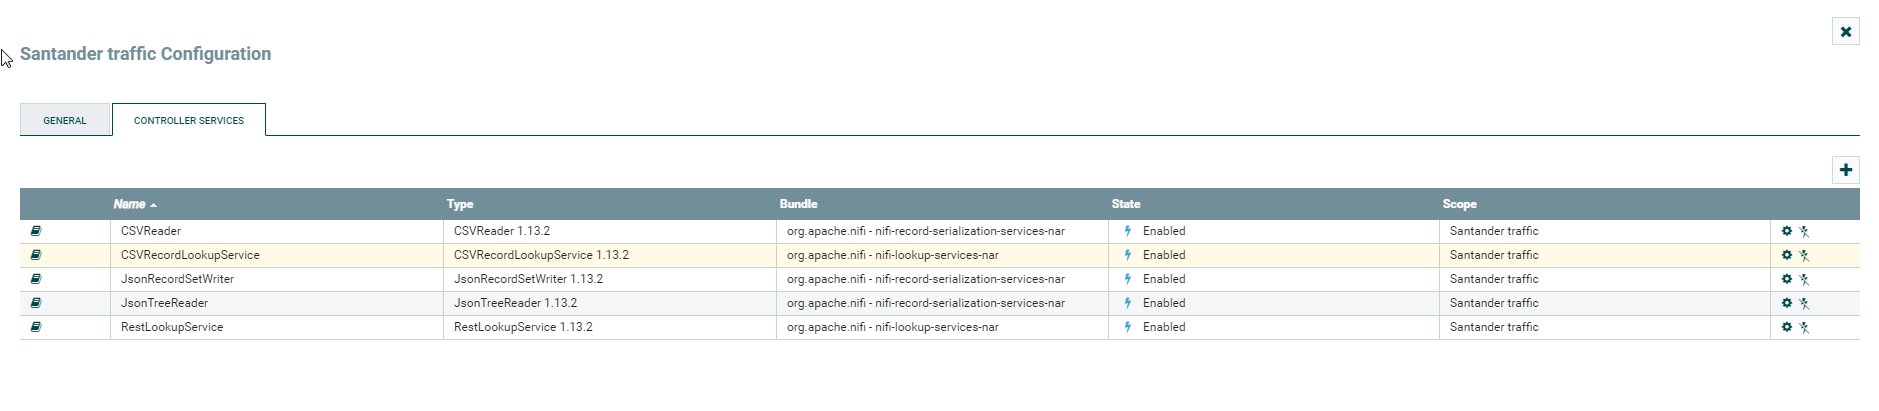 Santander traffic Configuration
GENERAL CONTROLLER SERVICES
Name Type Bundle State Scope
CSVReader CSVReader 1.13.2 org.apache.nifi - nifi-record-serialization-services-nar Enabled Santander traffic
CSVRecordLookupService CSVRecordLookupService 1.13.2 org.apache.nifi - nifi-lookup-services-nar Enabled Santander traffic
JsonRecordSetWriter JsonRecordSetWriter 1.13.2 org.apache.nifi - nifi-record-serialization-services-nar Enabled Santander traffic
JsonTreeReader JsonTreeReader 1.13.2 org.apache.nifi - nifi-record-serialization-services-nar Enabled Santander traffic
RestLookupService RestLookupService 1.13.2 org.apache.nifi - nifi-lookup-services-nar Enabled Santander traffic